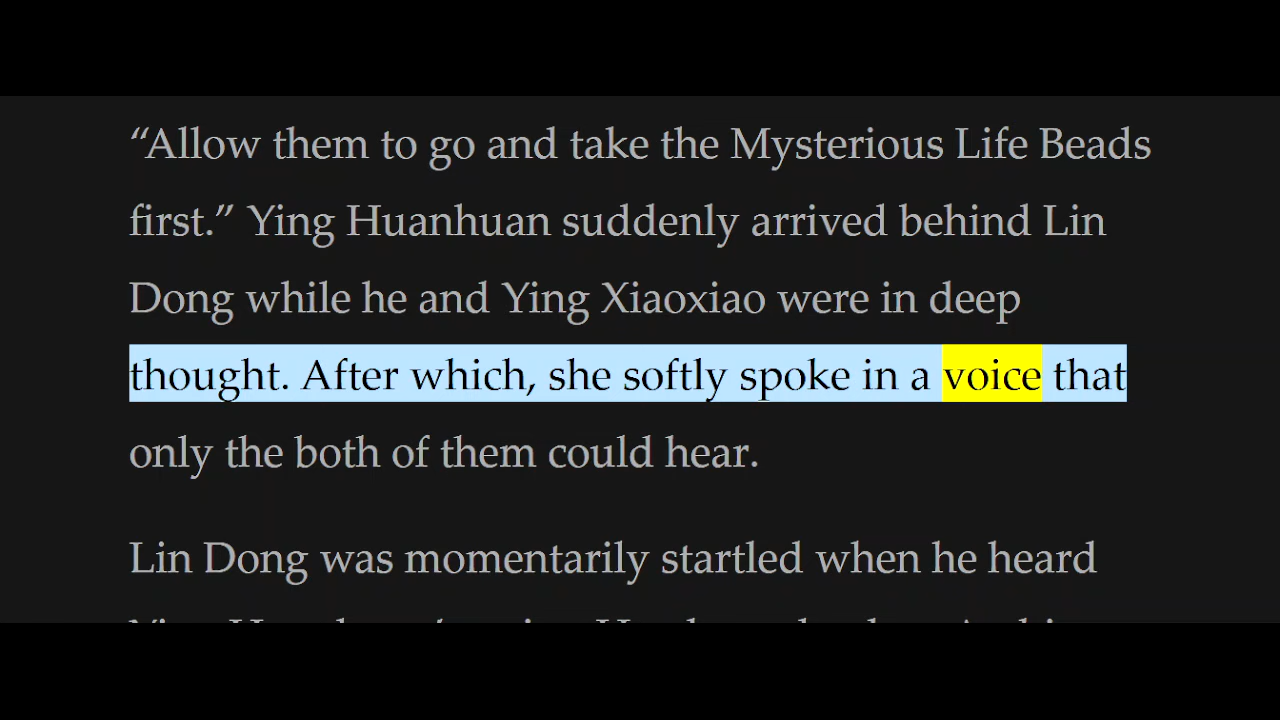 “Allow them to go and take the Mysterious Life Beads
first.” Ying Huanhuan suddenly arrived behind Lin
Dong while he and Ying Xiaoxiao were in deep
thought. After which, she softly spoke in a voice that
only the both of them could hear.
Lin Dong was momentarily startled when he heard